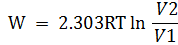 W = 2.303RT ln V2/V1